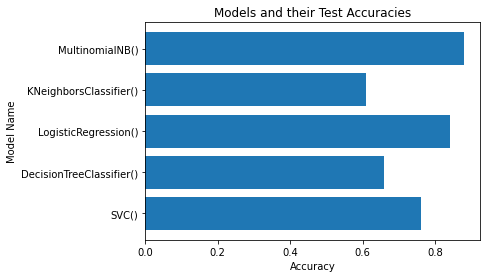 Models and their Test Accuracies
MultinomialNB()
KNeighborsClassifier()
LogisticRegression()
DecisionTreeClassifier()
SVC()
Model Name
0.0 0.2 0.4 0.6 0.8
Accuracy